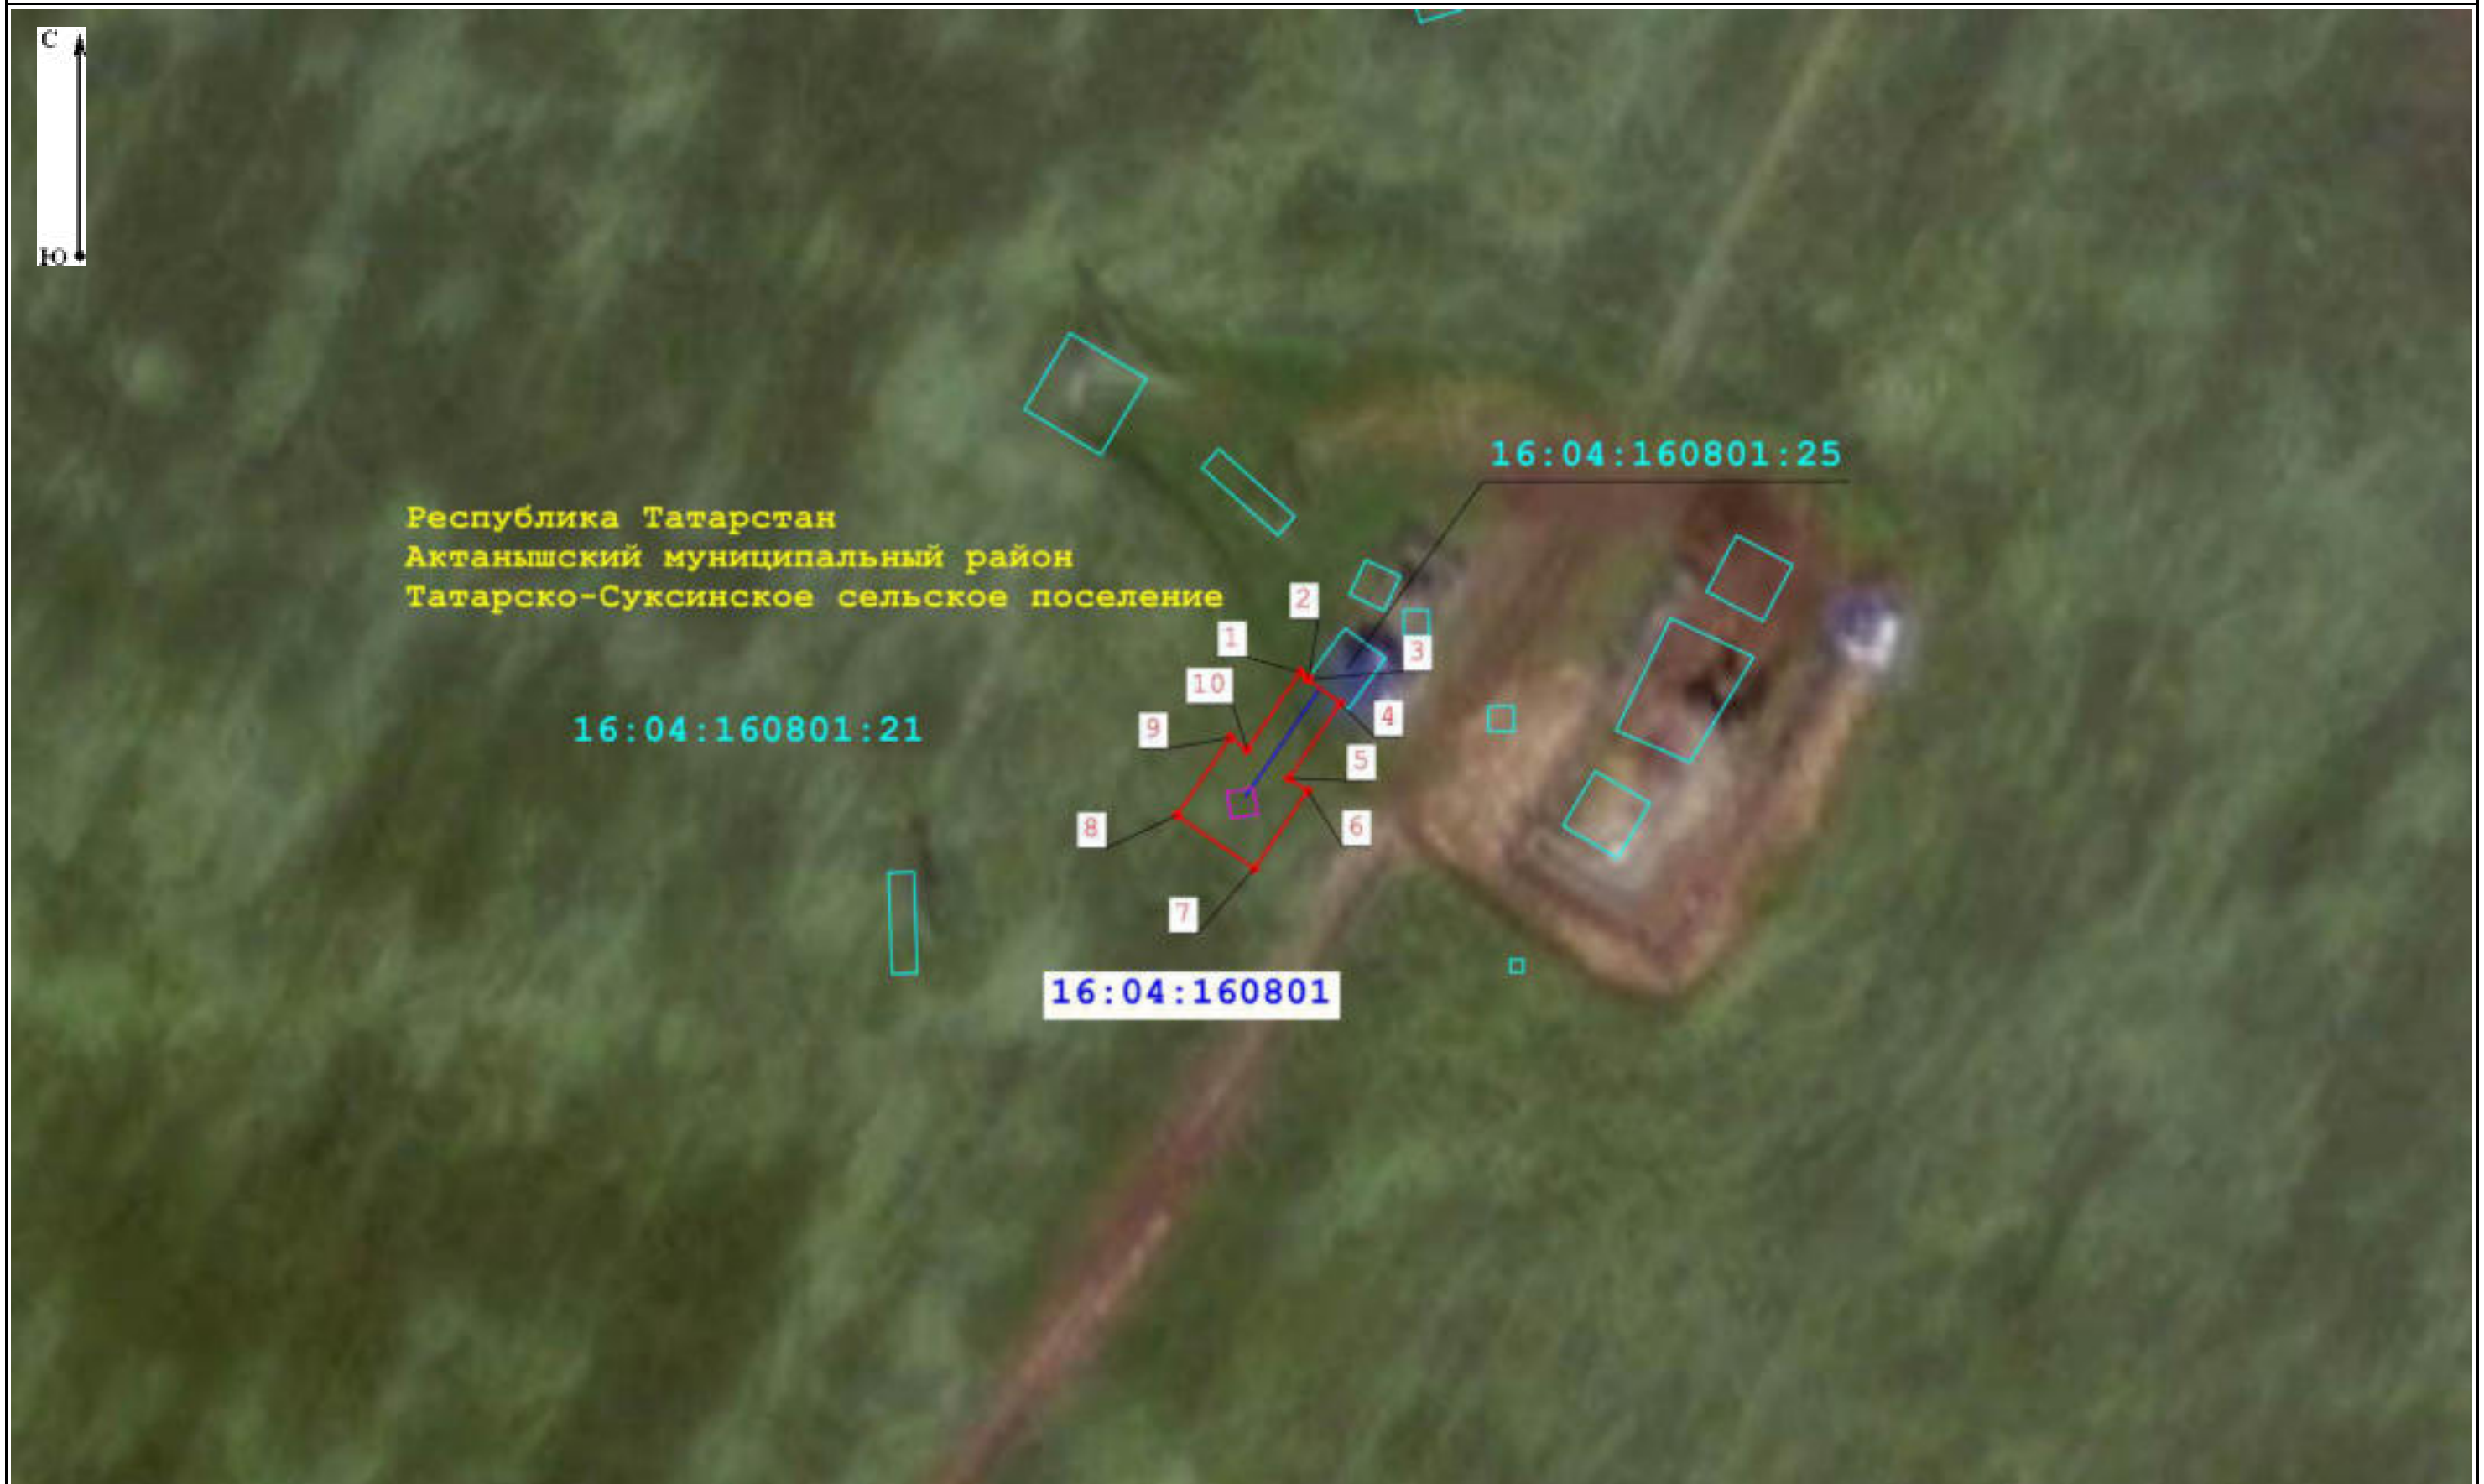 С
Ю
16:04:160801:25
Республика Татарстан
Актанышский муниципальный район
Татарско-Суксинское сельское поселение
2
1
3
10
4
9
16:04:160801:21
5
8
6
7
16:04:160801